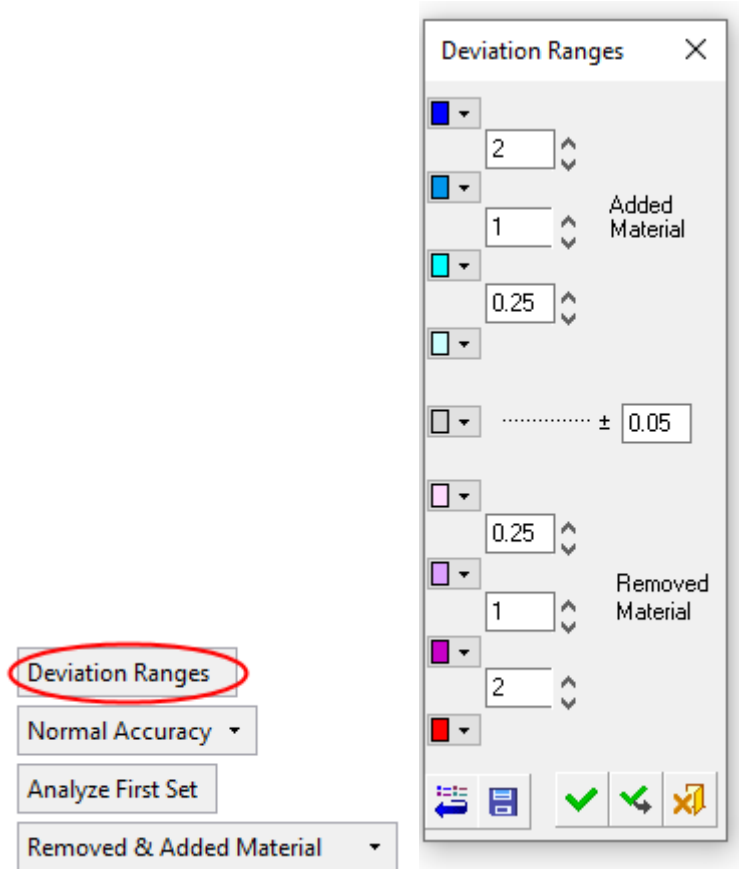 Deviation Ranges
Normal Accuracy
Analyze First Set
Removed & Added Material
Deviation Ranges
2
1
0.25
Added
Material
± 0.05
0.25
1
2
Removed
Material